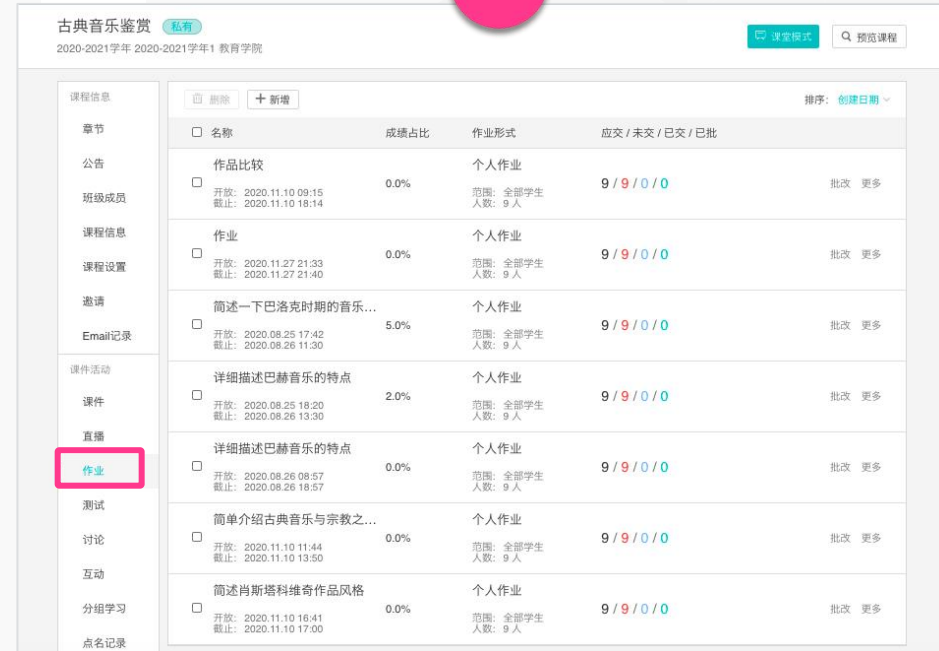 古典音乐鉴赏 私有
2020-2021学年 2020-2021学年1 教育学院
课堂模式 预览课程
课程信息
章节
公告
班级成员
课程信息
课程设置
邀请
Email记录
课件活动
课件
直播
作业
测试
讨论
互动
分组学习
点名记录
删除 新增 排序: 创建日期
名称 成绩占比 作业形式 应交 / 未交 / 已交 / 已批
作品比较 个人作业
0.0% 9 / 9 / 0 / 0 批改 更多
开放: 2020.11.10 09:15 范围: 全部学生
截止: 2020.11.10 18:14 人数: 9 人
作业 个人作业
0.0% 9 / 9 / 0 / 0 批改 更多
开放: 2020.11.27 21:33 范围: 全部学生
截止: 2020.11.27 21:40 人数: 9 人
简述一下巴洛克时期的音乐... 个人作业
5.0% 9 / 9 / 0 / 0 批改 更多
开放: 2020.08.25 17:42 范围: 全部学生
截止: 2020.08.26 11:30 人数: 9 人
详细描述巴赫音乐的特点 个人作业
2.0% 9 / 9 / 0 / 0 批改 更多
开放: 2020.08.25 18:20 范围: 全部学生
截止: 2020.08.26 13:30 人数: 9 人
详细描述巴赫音乐的特点 个人作业
0.0% 9 / 9 / 0 / 0 批改 更多
开放: 2020.08.26 08:57 范围: 全部学生
截止: 2020.08.26 18:57 人数: 9 人
简单介绍古典音乐与宗教之... 个人作业
0.0% 9 / 9 / 0 / 0 批改 更多
开放: 2020.11.10 11:44 范围: 全部学生
截止: 2020.11.10 13:50 人数: 9 人
简述肖斯塔科维奇作品风格 个人作业
0.0% 9 / 9 / 0 / 0 批改 更多
开放: 2020.11.10 16:41 范围: 全部学生
截止: 2020.11.10 17:00 人数: 9 人